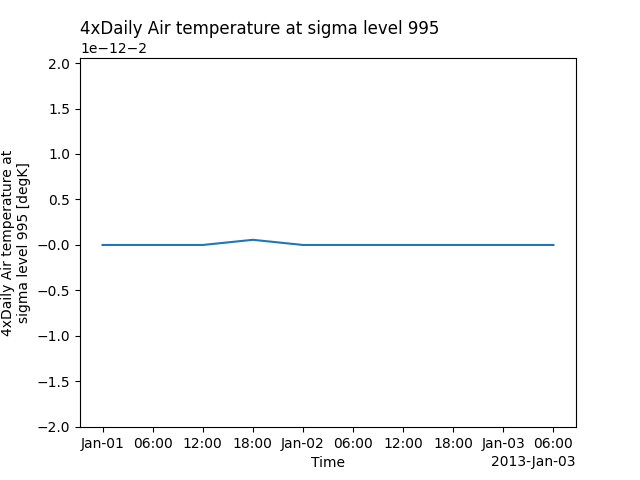 4xDaily Air temperature at sigma level 995
1e−12−2
2.0
1.5
1.0
0.5
−0.0
−0.5
−1.0
−1.5
−2.0
4xDaily Air temperature at
sigma level 995 [degK]
Jan-01 06:00 12:00 18:00 Jan-02 06:00 12:00 18:00 Jan-03 06:00
Time
2013-Jan-03